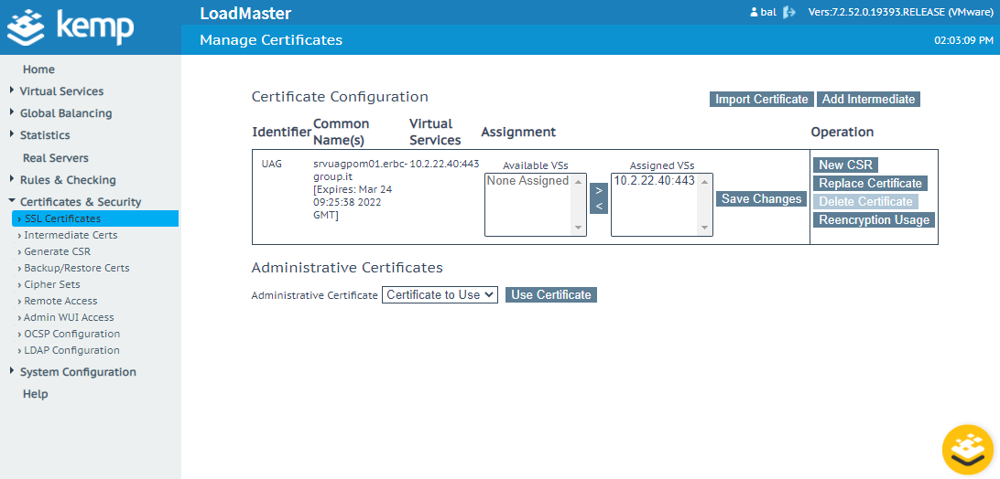 kemp
LoadMaster
bal
Vers:7.2.52.0.19393.RELEASE (VMware)
Manage Certificates
02:03:09 PM
Home
Virtual Services
Global Balancing
Statistics
Real Servers
Rules & Checking
Certificates & Security
› SSL Certificates
› Intermediate Certs
› Generate CSR
› Backup/Restore Certs
› Cipher Sets
› Remote Access
› Admin WUI Access
› OCSP Configuration
› LDAP Configuration
System Configuration
Help
Certificate Configuration
Import Certificate
Add Intermediate
Identifier
Common
Name(s)
Virtual
Services
Assignment
Operation
UAG
srvuagpom01.erbc-
group.it
[Expires: Mar 24
09:25:38 2022
GMT]
10.2.22.40:443
Available VSs
None Assigned
>
<
Assigned VSs
10.2.22.40:443
Save Changes
New CSR
Replace Certificate
Delete Certificate
Reencryption Usage
Administrative Certificates
Administrative Certificate
Certificate to Use
Use Certificate